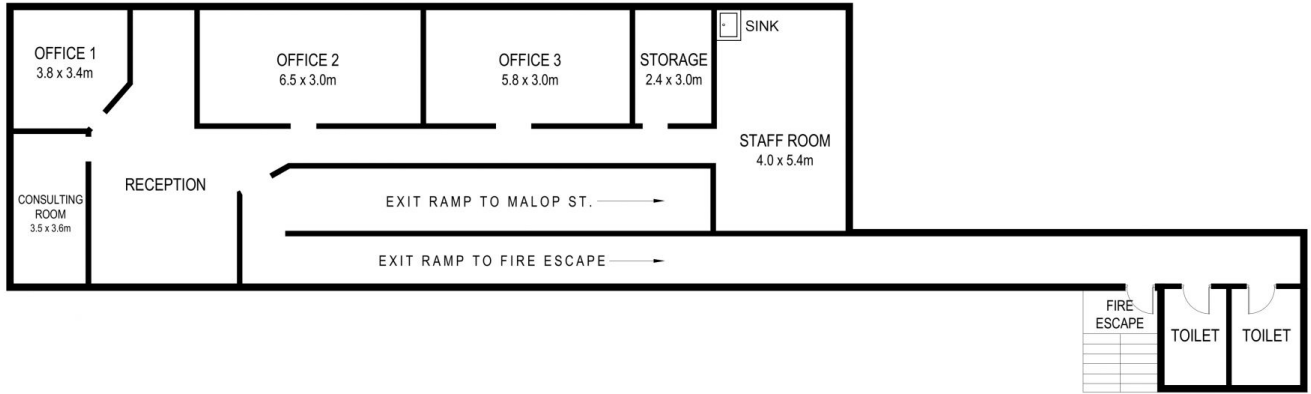 OFFICE 1
3.8 x 3.4m
OFFICE 2
6.5 x 3.0m
OFFICE 3
5.8 x 3.0m
STORAGE
2.4 x 3.0m
SINK
STAFF ROOM
4.0 x 5.4m
RECEPTION
CONSULTING
ROOM
3.5 x 3.6m
EXIT RAMP TO MALOP ST.
EXIT RAMP TO FIRE ESCAPE
FIRE
ESCAPE
TOILET
TOILET